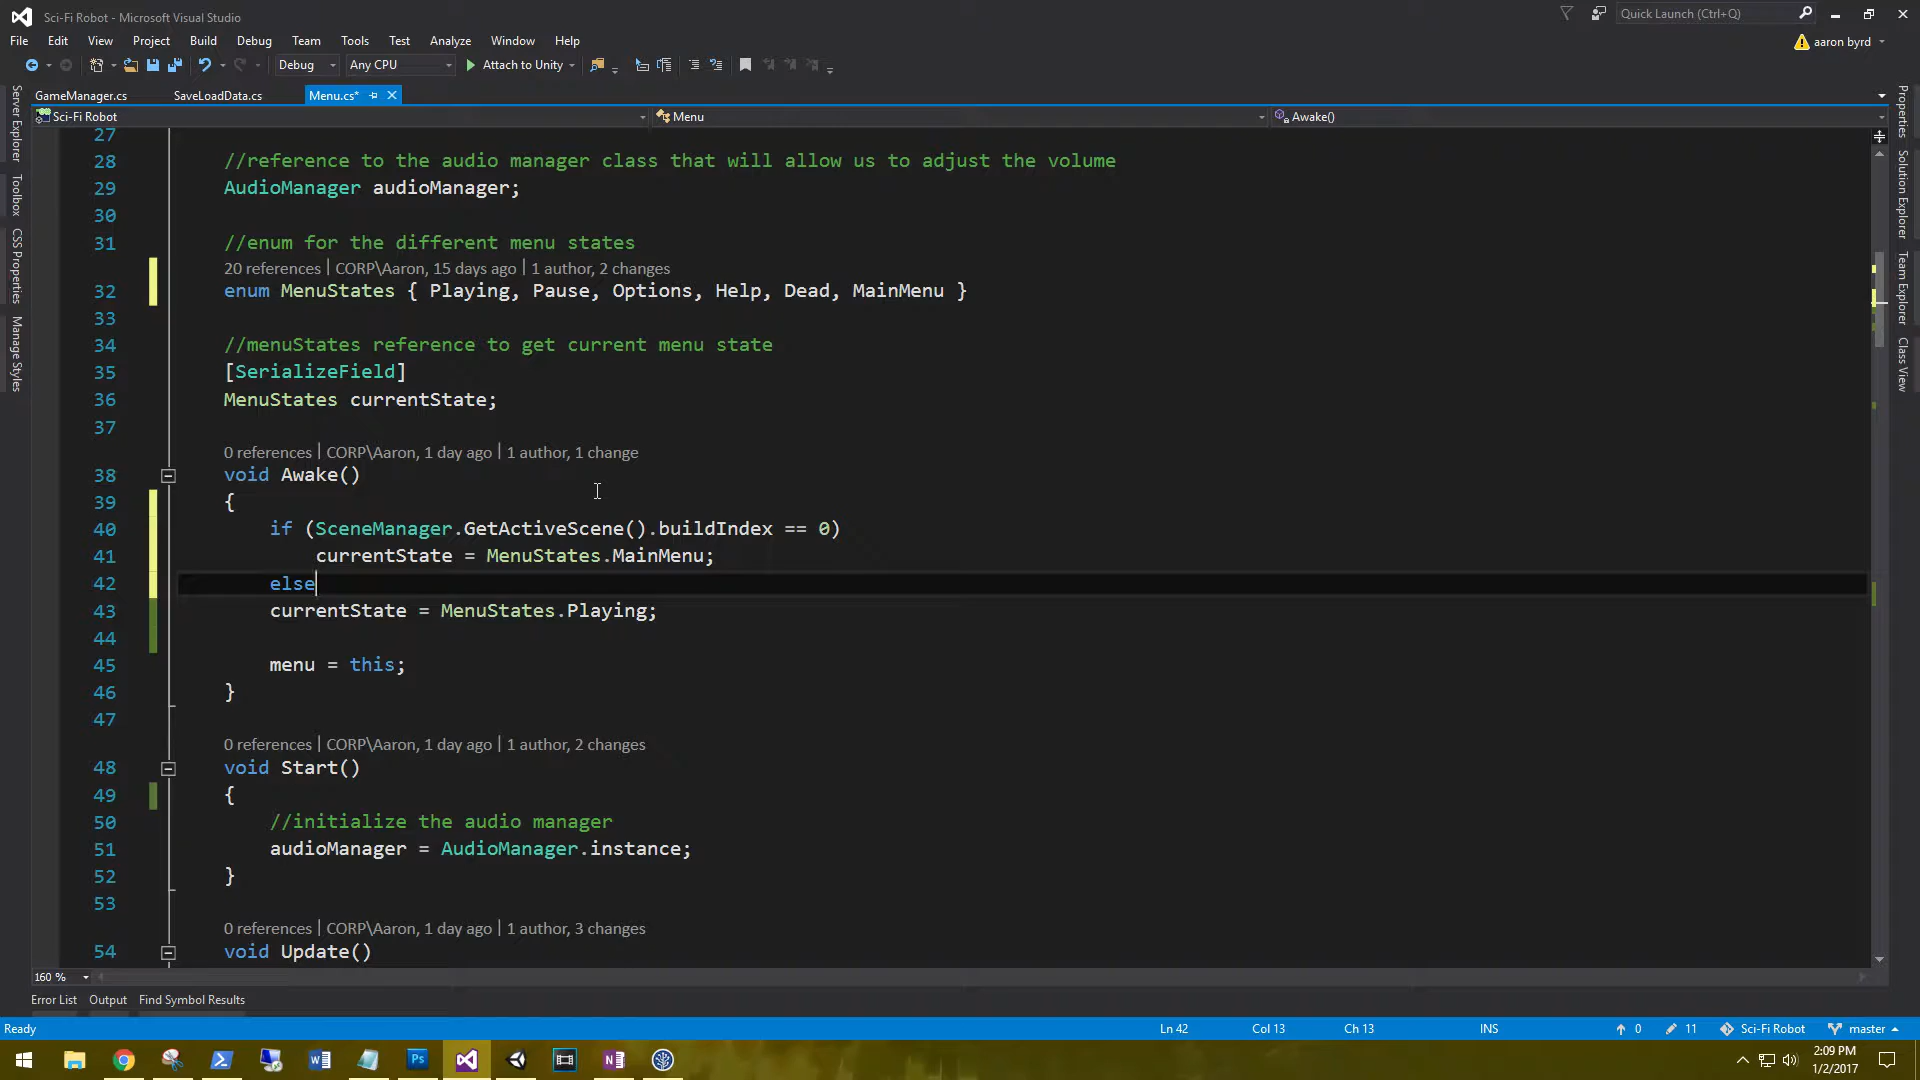 Sci-Fi Robot - Microsoft Visual Studio
Quick Launch (Ctrl+Q)
File Edit View Project Build Debug Team Tools Test Analyze Window Help
aaron byrd
Debug Any CPU Attach to Unity
GameManager.cs SaveLoadData.cs Menu.cs*
Sci-Fi Robot Menu Awake()
Server Explorer
Toolbox
CSS Properties
Manage Styles
27
28 //reference to the audio manager class that will allow us to adjust the volume
29 AudioManager audioManager;
30
31 //enum for the different menu states
20 references | CORP\Aaron, 15 days ago | 1 author, 2 changes
32 enum MenuStates { Playing, Pause, Options, Help, Dead, MainMenu }
33
34 //menuStates reference to get current menu state
35 [SerializeField]
36 MenuStates currentState;
37
0 references | CORP\Aaron, 1 day ago | 1 author, 1 change
38 void Awake()
39 {
40 if (SceneManager.GetActiveScene().buildIndex == 0)
41 currentState = MenuStates.MainMenu;
42 else
43 currentState = MenuStates.Playing;
44
45 menu = this;
46 }
47
0 references | CORP\Aaron, 1 day ago | 1 author, 2 changes
48 void Start()
49 {
50 //initialize the audio manager
51 audioManager = AudioManager.instance;
52 }
53
0 references | CORP\Aaron, 1 day ago | 1 author, 3 changes
54 void Update()
Properties
Solution Explorer
Team Explorer
Class View
160 %
Error List Output Find Symbol Results
Ready Ln 42 Col 13 Ch 13 INS 0 11 Sci-Fi Robot master
2:09 PM
1/2/2017